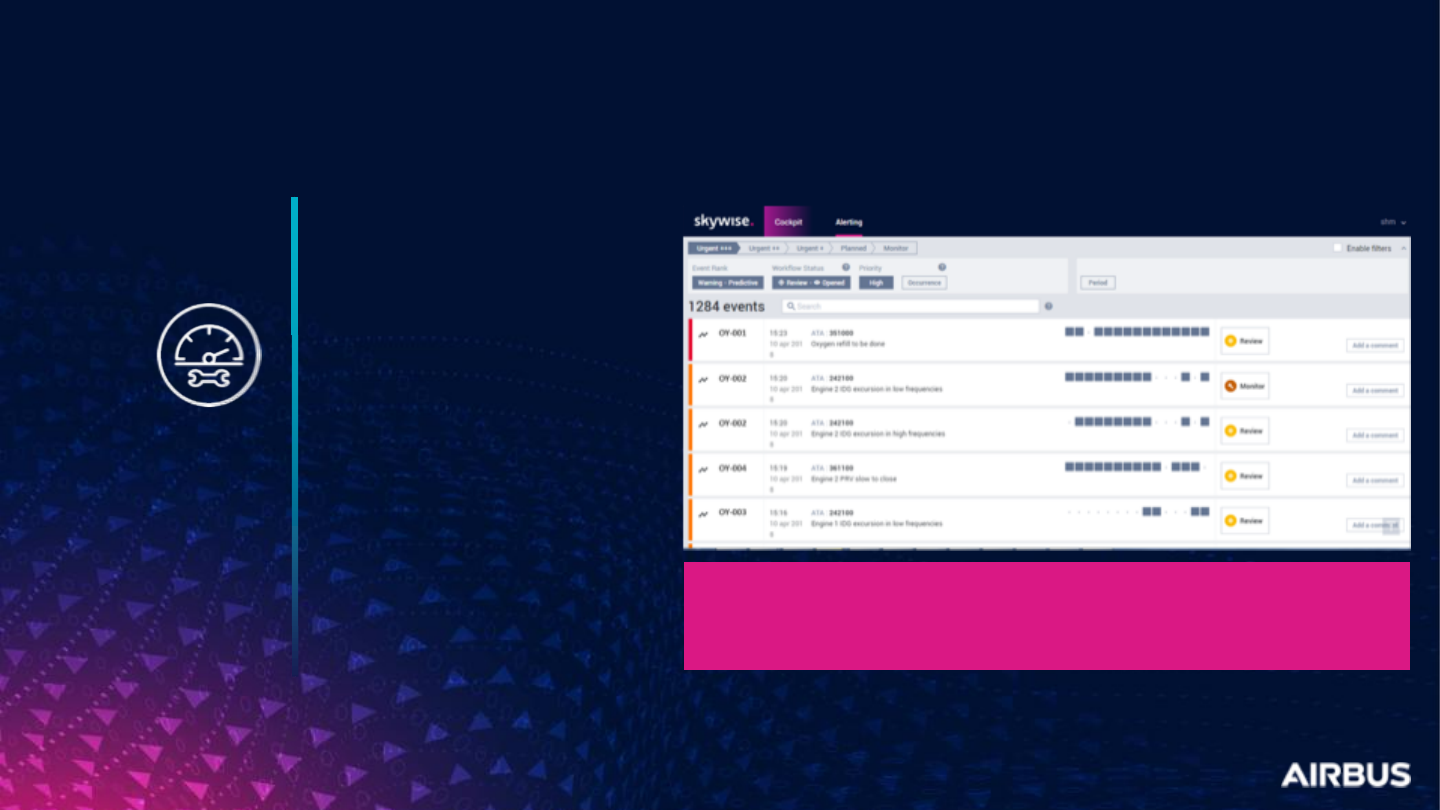 skywise.
Cockpit
Alerting
shm
Urgent +++
Urgent ++
Urgent +
Planned
Monitor
Enable filters
Event Rank
Workflow Status
Priority
Warning - Predictive
Review - Opened
High
Occurrence
Period
1284 events
Search
OY-001
15:23
10 apr 201
8
ATA : 351000
Oxygen refill to be done
Review
Add a comment
OY-002
15:20
10 apr 201
8
ATA : 242100
Engine 2 IDG excursion in low frequencies
Monitor
Add a comment
OY-002
15:20
10 apr 201
8
ATA : 242100
Engine 2 IDG excursion in high frequencies
Review
Add a comment
OY-004
15:19
10 apr 201
8
ATA : 361100
Engine 2 PRV slow to close
Review
Add a comment
OY-003
15:16
10 apr 201
8
ATA : 242100
Engine 1 IDG excursion in low frequencies
Review
Add a
AIRBUS